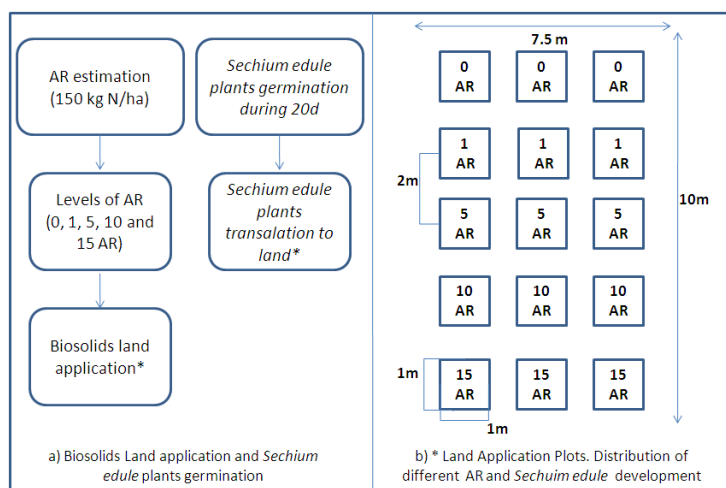 AR estimation
(150 kg N/ha)
Sechium edule
plants germination
during 20d
Levels of AR
(0, 1, 5, 10 and
15 AR)
Sechium edule
plants
transalation to
land*
Biosolids land
application*
a) Biosolids Land application and Sechium
edule plants germination
7.5 m
0
AR
0
AR
0
AR
1
AR
1
AR
1
AR
2m
5
AR
5
AR
5
AR
10m
10
AR
10
AR
10
AR
1m
15
AR
15
AR
15
AR
1m
b) * Land Application Plots. Distribution of
different AR and Sechuim edule development